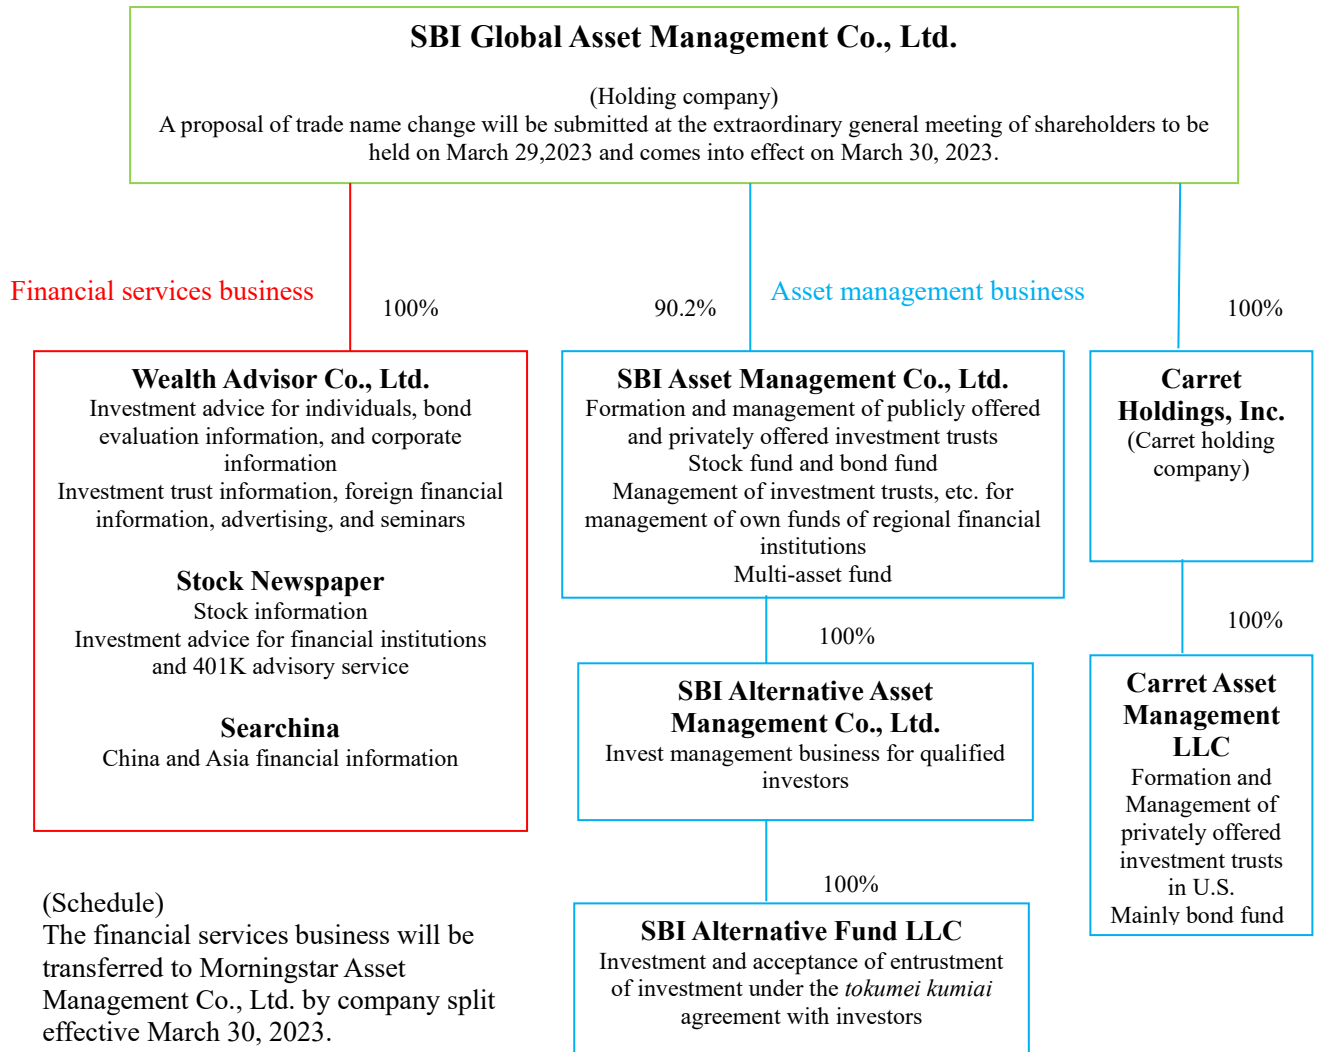 SBI Global Asset Management Co., Ltd.
(Holding company)
A proposal of trade name change will be submitted at the extraordinary general meeting of shareholders to be
held on March 29,2023 and comes into effect on March 30, 2023.
Financial services business
100%
90.2%
Asset management business
100%
Wealth Advisor Co., Ltd.
Investment advice for individuals, bond
evaluation information, and corporate
information
Investment trust information, foreign financial
information, advertising, and seminars
Stock Newspaper
Stock information
Investment advice for financial institutions
and 401K advisory service
Searchina
China and Asia financial information
SBI Asset Management Co., Ltd.
Formation and management of publicly offered
and privately offered investment trusts
Stock fund and bond fund
Management of investment trusts, etc. for
management of own funds of regional financial
institutions
Multi-asset fund
100%
SBI Alternative Asset
Management Co., Ltd.
Invest management business for qualified
investors
100%
SBI Alternative Fund LLC
Investment and acceptance of entrustment
of investment under the tokumei kumiai
agreement with investors
Carret
Holdings, Inc.
(Carret holding
company)
100%
Carret Asset
Management
LLC
Formation and
Management of
privately offered
investment trusts
in U.S.
Mainly bond fund
(Schedule)
The financial services business will be
transferred to Morningstar Asset
Management Co., Ltd. by company split
effective March 30, 2023.